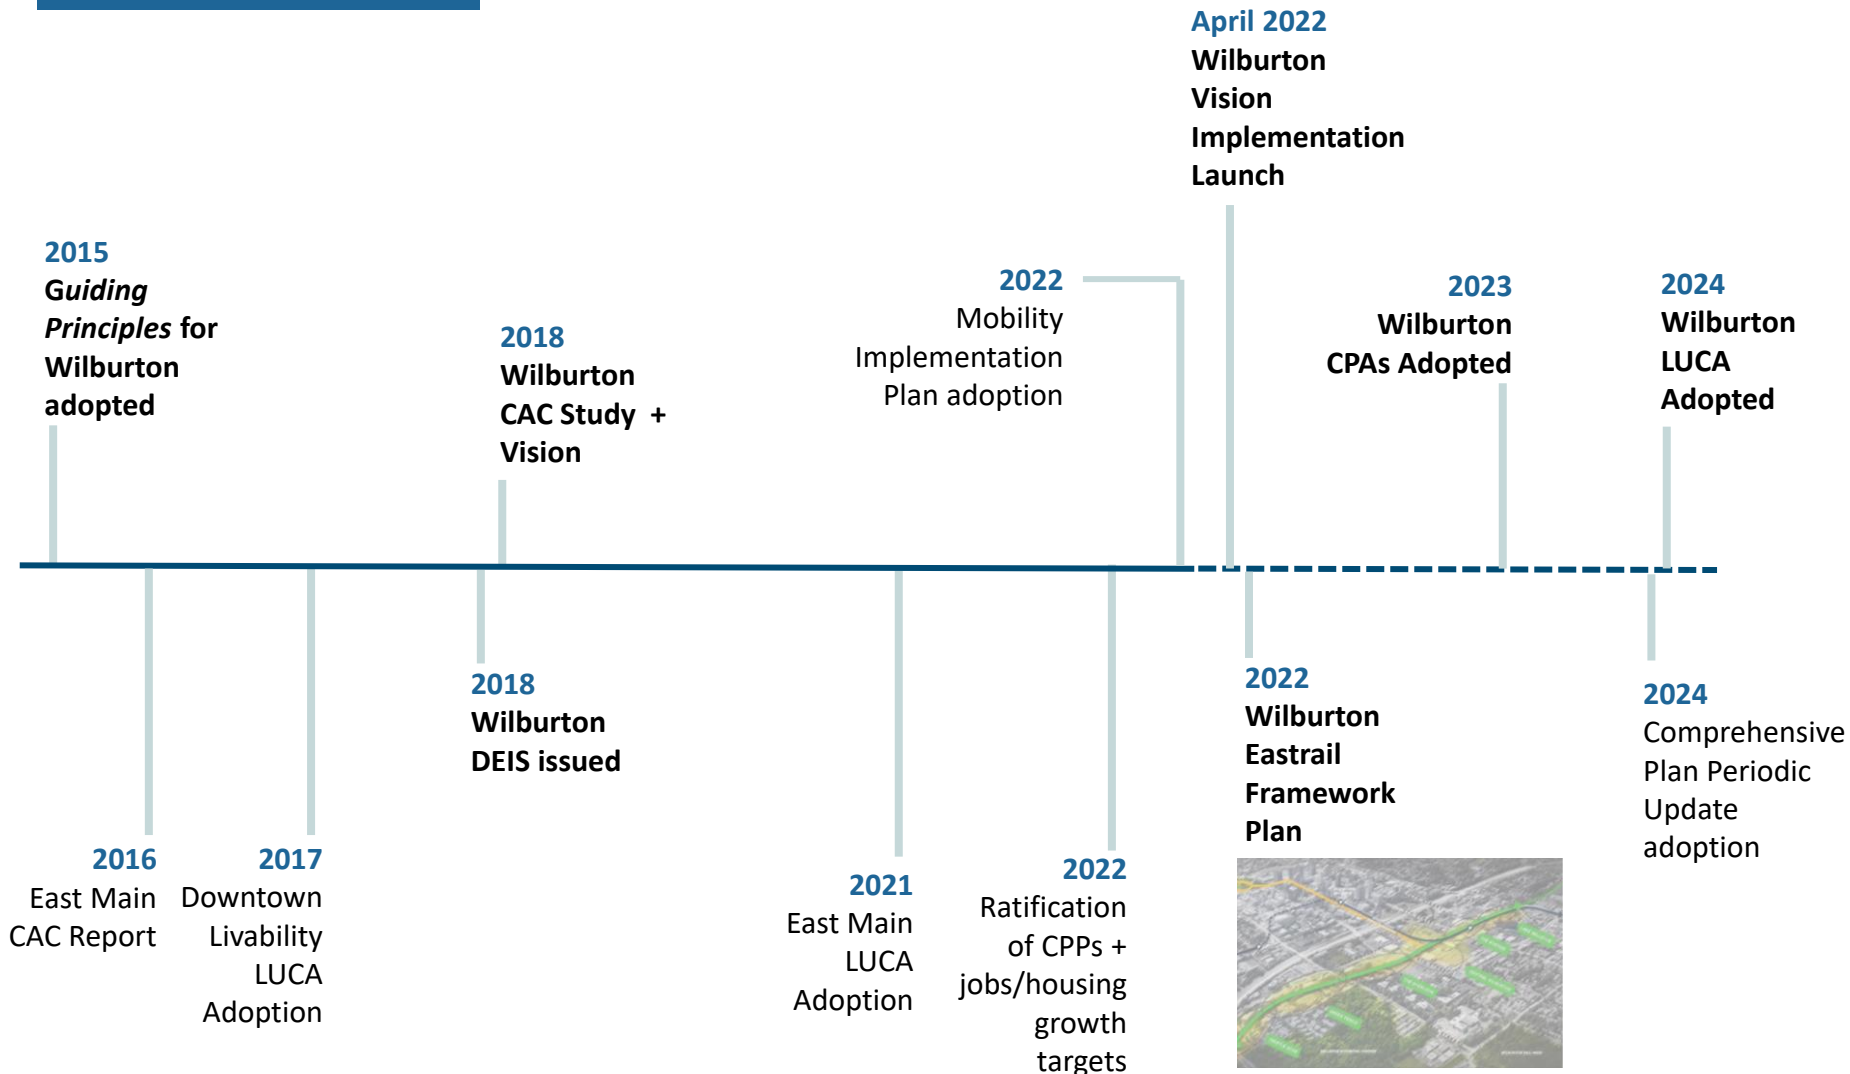 April 2022
Wilburton
Vision
Implementation
Launch
2015
Guiding
Principles for
Wilburton
adopted
2018
Wilburton
CAC Study +
Vision
2022
Mobility
Implementation
Plan adoption
2023
Wilburton
CPAs Adopted
2024
Wilburton
LUCA
Adopted
2016
East Main
CAC Report
2017
Downtown
Livability
LUCA
Adoption
2018
Wilburton
DEIS issued
2021
East Main
LUCA
Adoption
2022
Ratification
of CPPs +
jobs/housing
growth
targets
2022
Wilburton
Eastrail
Framework
Plan
2024
Comprehensive
Plan Periodic
Update
adoption